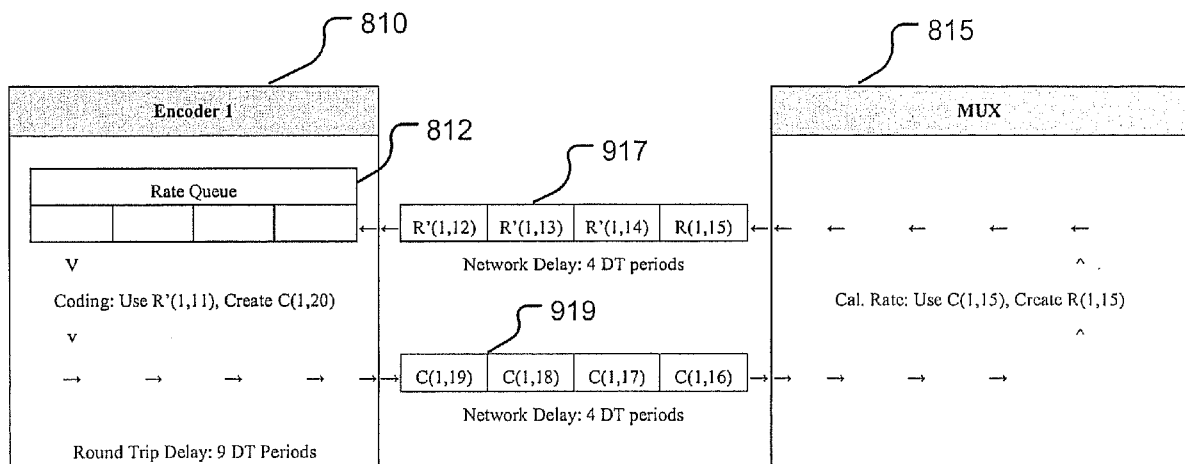 810
815
Encoder 1
MUX
812
917
Rate Queue
R'(1,12) R'(1,13) R'(1,14) R(1,15)
Network Delay: 4 DT periods
Coding: Use R'(1,11), Create C(1,20)
Cal. Rate: Use C(1,15), Create R(1,15)
919
C(1,19) C(1,18) C(1,17) C(1,16)
Network Delay: 4 DT periods
Round Trip Delay: 9 DT Periods